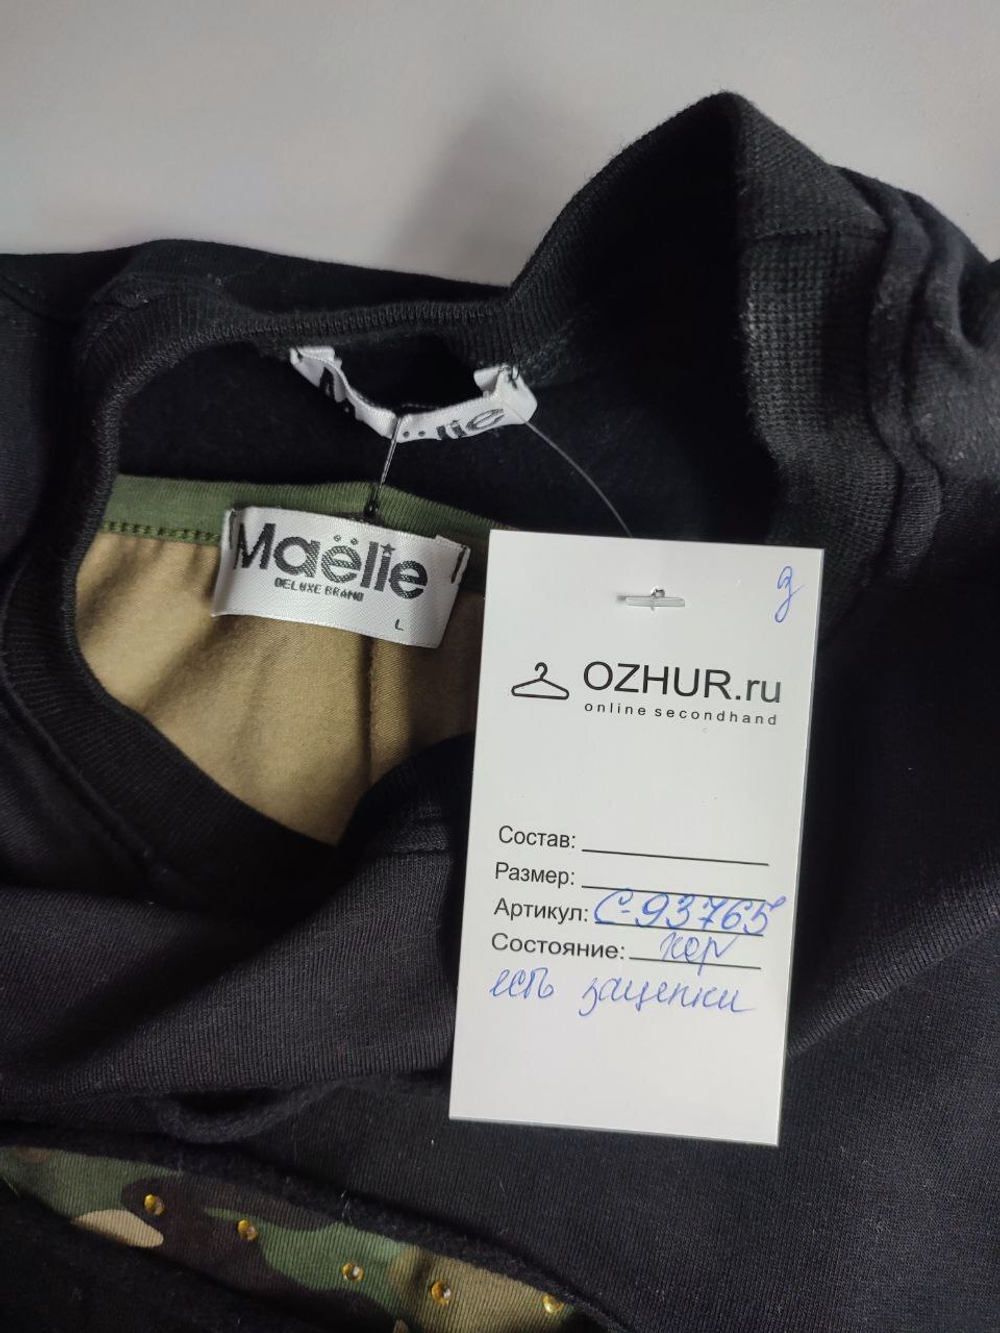 Maëlie
DELUXE BRAND
L
з
OZHUR.ru
online secondhand
Состав:
Размер:
Артикул: С-93765
Состояние: хор
есть зацепки